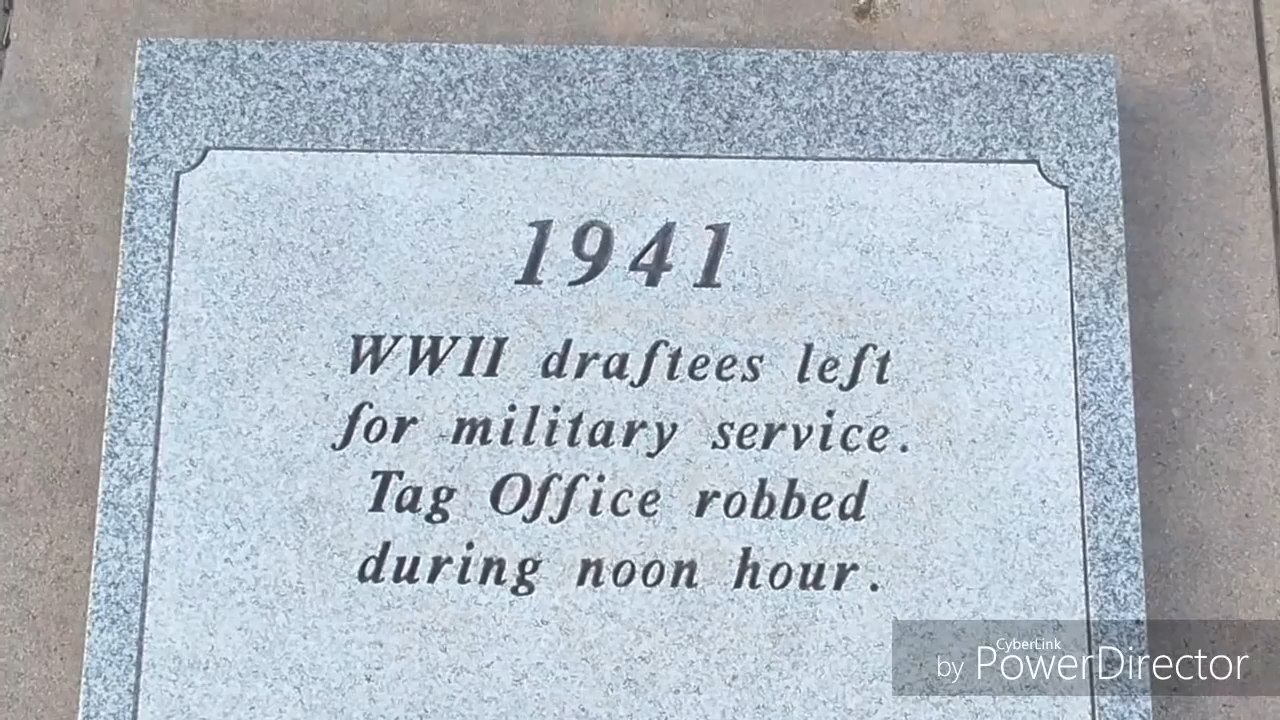 1941
WWII draftees left
for military service.
Tag Office robbed
during noon hour.
CyberLink
by PowerDirector